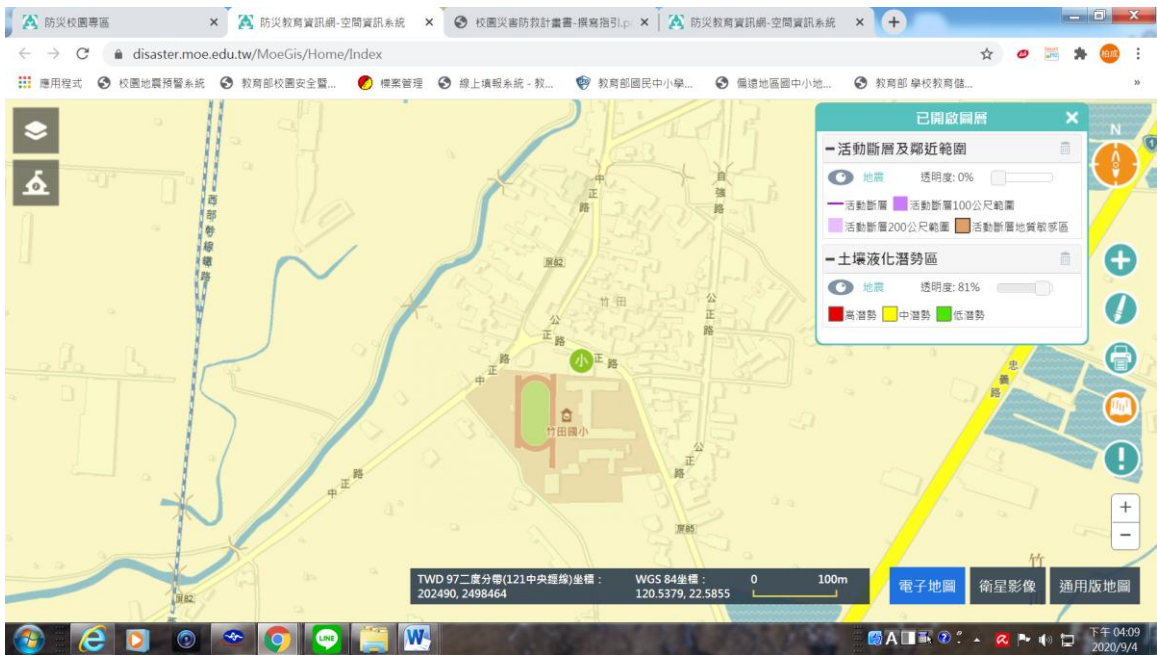 防災校園專區
防災教育資訊網-空間資訊系統
校園災害防救計畫書-撰寫指引.p
防災教育資訊網-空間資訊系統
disaster.moe.edu.tw/MoeGis/Home/Index
柏成
應用程式
校園地震預警系統
教育部校園安全暨...
標案管理
線上填報系統 - 教...
教育部國民中小學...
偏遠地區國中小地...
教育部 學校教育儲...
»
已開啟圖層
活動斷層及鄰近範圍
地震 透明度: 0%
活動斷層 活動斷層100公尺範圍
活動斷層200公尺範圍 活動斷層地質敏感區
土壤液化潛勢區
地震 透明度: 81%
高潛勢 中潛勢 低潛勢
N
1
西部幹線鐵路
中正路
自強路
屏82
竹田
公正路
公正路
小
正路
中正路
竹田國小
忠義路
公正路
中正路
屏85
竹
屏82
TWD 97二度分帶(121中央經線)坐標：
202490, 2498464
WGS 84坐標：
120.5379, 22.5855
0 100m
電子地圖 衛星影像 通用版地圖
LINE
A
下午 04:09
2020/9/4